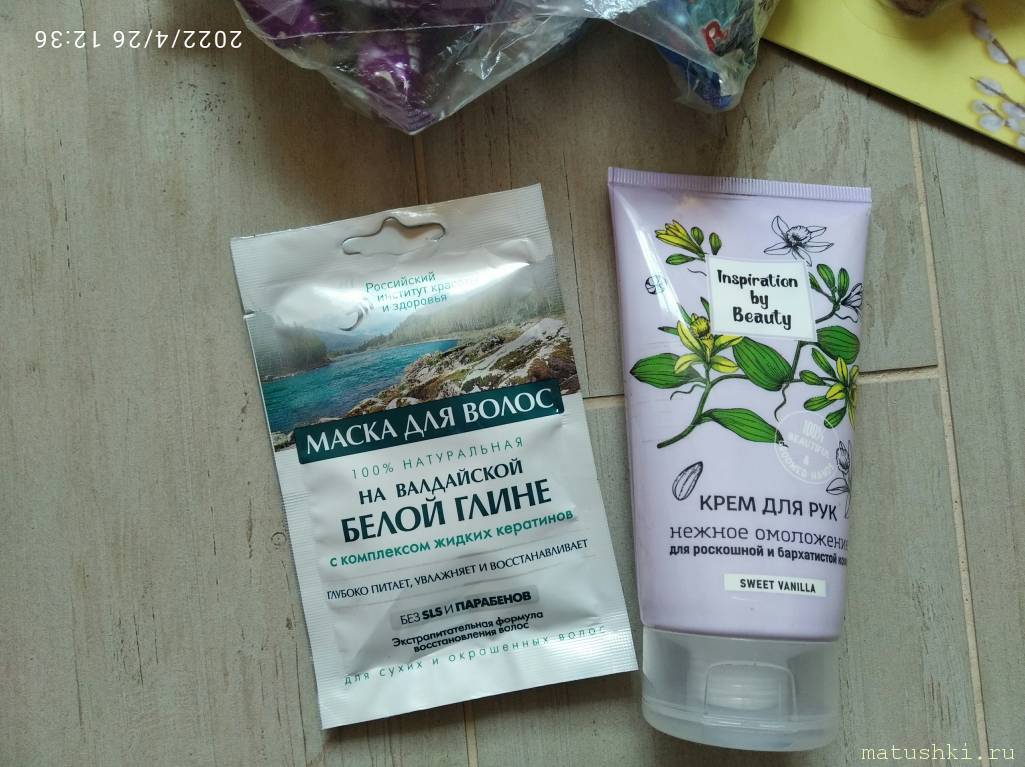 2022/4/26 12:36
Российский
институт красоты
и здоровья
МАСКА ДЛЯ ВОЛОС
100% НАТУРАЛЬНАЯ
НА ВАЛДАЙСКОЙ
БЕЛОЙ ГЛИНЕ
с комплексом жидких кератинов
ГЛУБОКО ПИТАЕТ, УВЛАЖНЯЕТ И ВОССТАНАВЛИВАЕТ
БЕЗ SLS И ПАРАБЕНОВ
Экстрапитательная формула
восстановления волос
для сухих и окрашенных волос
Inspiration
by
Beauty
100%
BEAUTIFUL
&
КРЕМ ДЛЯ РУК
нежное омоложение
для роскошной и бархатистой
SWEET VANILLA
matushki.ru